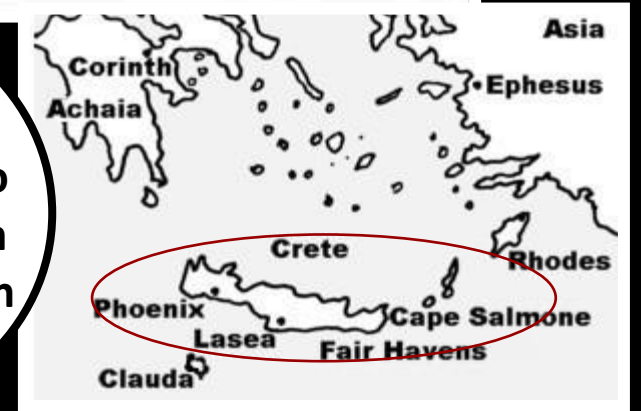 Asia
Corinth
Ephesus
Achaia
Crete
Rhodes
Phoenix
Cape Salmone
Lasea
Fair Havens
Clauda